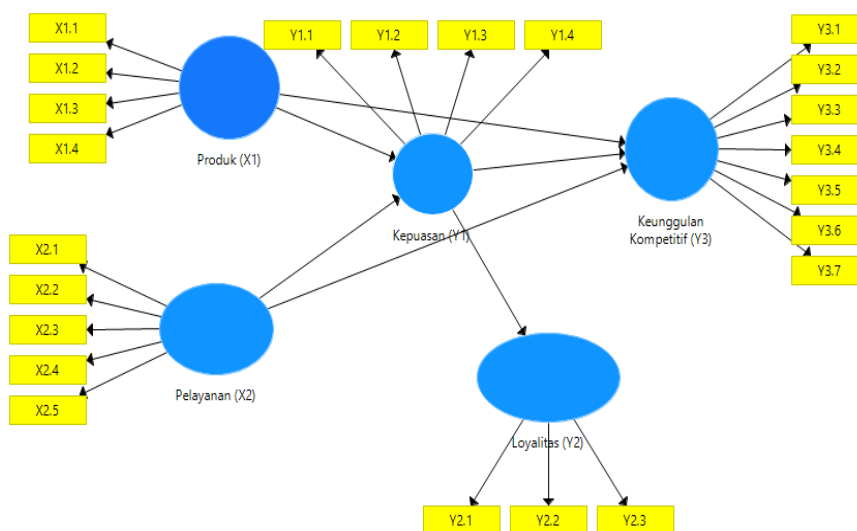 X1.1
X1.2
X1.3
X1.4
Produk (X1)
Y1.1
Y1.2
Y1.3
Y1.4
Kepuasan (Y1)
Y3.1
Y3.2
Y3.3
Y3.4
Y3.5
Y3.6
Y3.7
Keunggulan
Kompetitif (Y3)
X2.1
X2.2
X2.3
X2.4
X2.5
Pelayanan (X2)
Loyalitas (Y2)
Y2.1
Y2.2
Y2.3